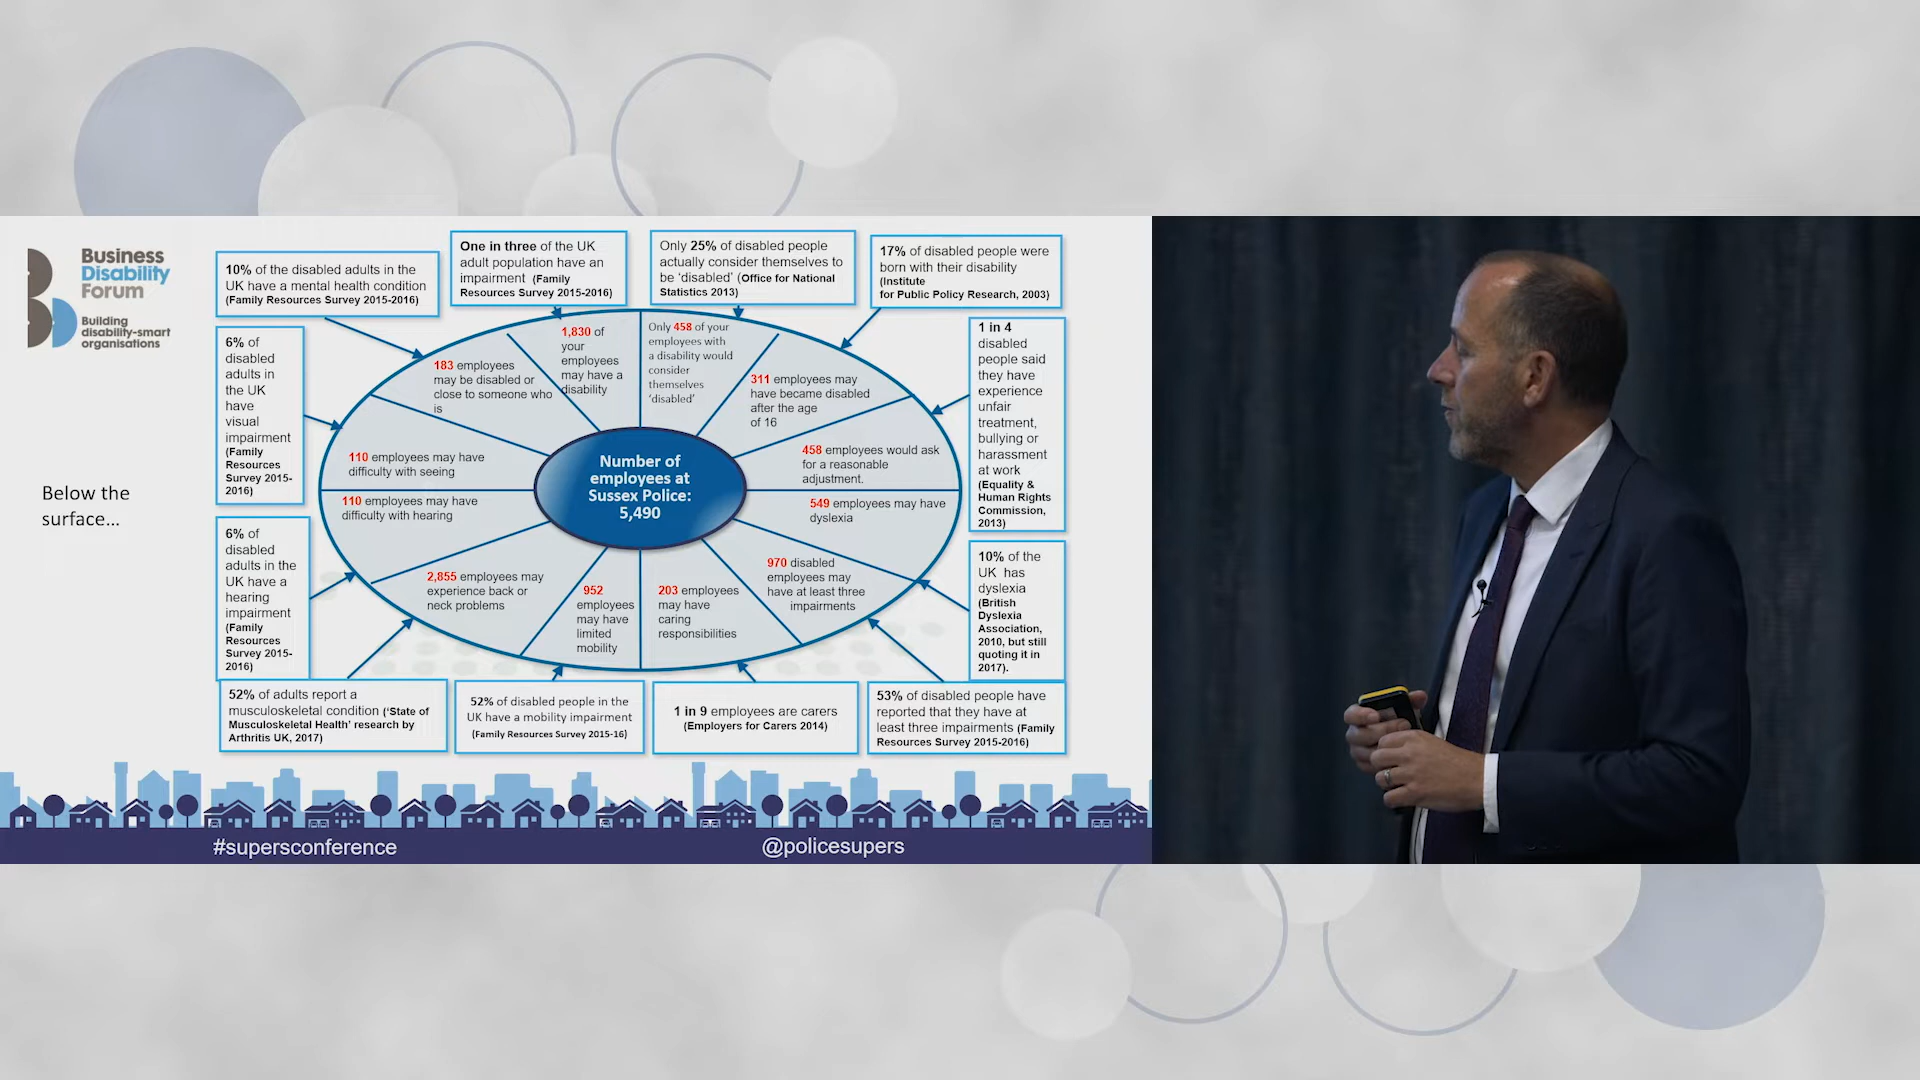 Business
Disability
Forum
Building
disability-smart
organisations
Below the
surface...
10% of the disabled adults in the
UK have a mental health condition
(Family Resources Survey 2015-2016)
One in three of the UK
adult population have an
impairment (Family
Resources Survey 2015-2016)
Only 25% of disabled people
actually consider themselves to
be ‘disabled’ (Office for National
Statistics 2013)
17% of disabled people were
born with their disability
(Institute
for Public Policy Research, 2003)
6% of
disabled
adults in
the UK
have
visual
impairment
(Family
Resources
Survey 2015-
2016)
1 in 4
disabled
people said
they have
experience
unfair
treatment,
bullying or
harassment
at work
(Equality &
Human Rights
Commission,
2013)
183 employees
may be disabled or
close to someone who
is
1,830 of
your
employees
may have a
disability
Only 458 of your
employees with
a disability would
consider
themselves
‘disabled’
311 employees may
have became disabled
after the age
of 16
110 employees may have
difficulty with seeing
458 employees would ask
for a reasonable
adjustment.
Number of
employees at
Sussex Police:
5,490
110 employees may have
difficulty with hearing
549 employees may have
dyslexia
2,855 employees may
experience back or
neck problems
952
employees
may have
limited
mobility
203 employees
may have
caring
responsibilities
970 disabled
employees may
have at least three
impairments
6% of
disabled
adults in the
UK have a
hearing
impairment
(Family
Resources
Survey 2015-
2016)
10% of the
UK has
dyslexia
(British
Dyslexia
Association,
2010, but still
quoting it in
2017).
52% of adults report a
musculoskeletal condition (‘State of
Musculoskeletal Health’ research by
Arthritis UK, 2017)
52% of disabled people in the
UK have a mobility impairment
(Family Resources Survey 2015-16)
1 in 9 employees are carers
(Employers for Carers 2014)
53% of disabled people have
reported that they have at
least three impairments (Family
Resources Survey 2015-2016)
#supersconference
@policesupers